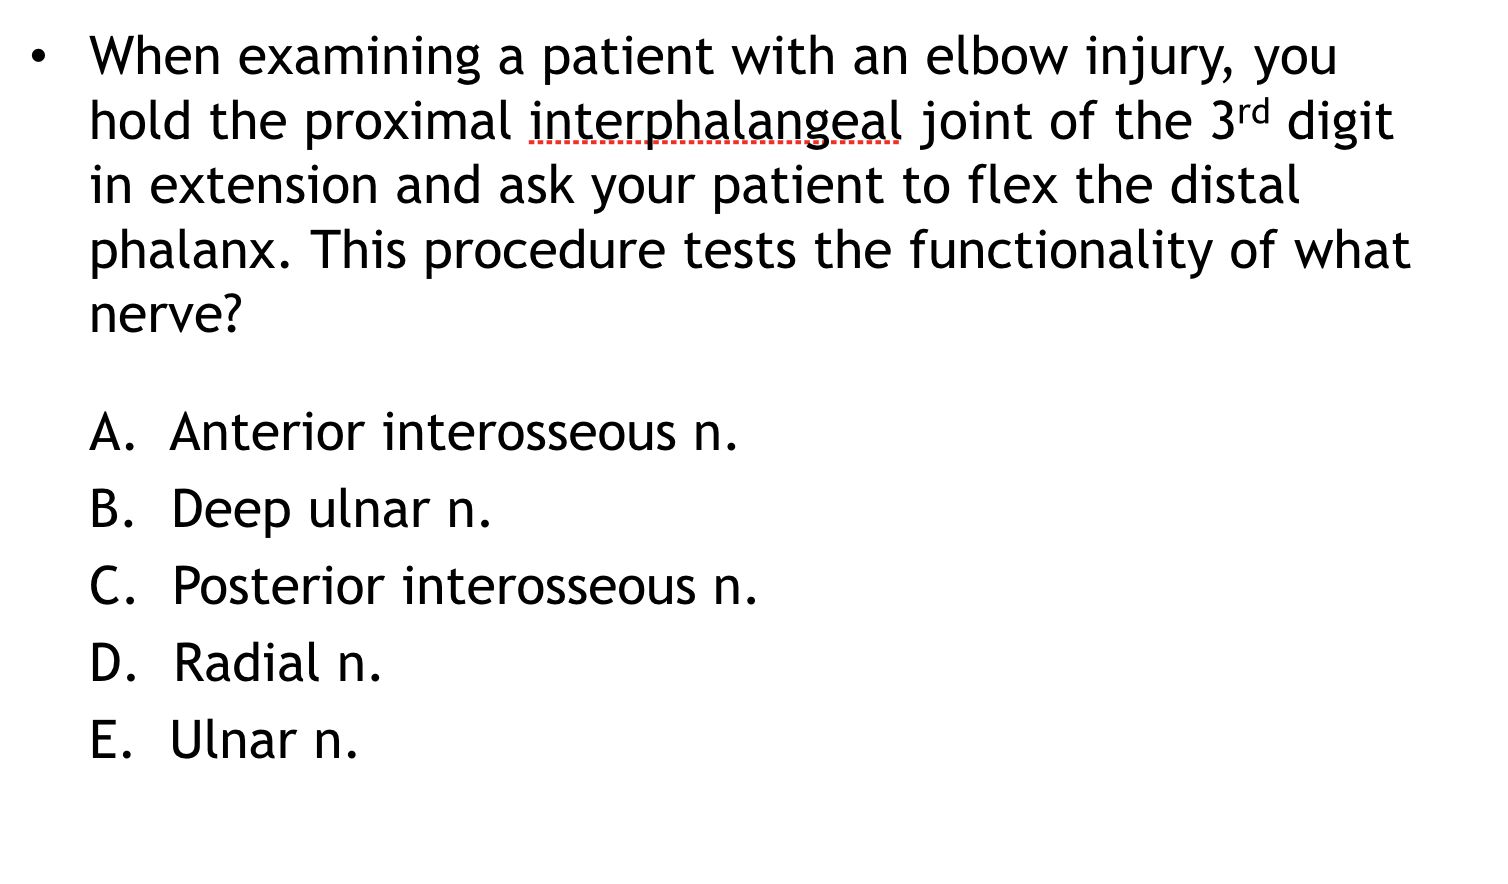 • When examining a patient with an elbow injury, you
hold the proximal interphalangeal joint of the 3rd digit
in extension and ask your patient to flex the distal
phalanx. This procedure tests the functionality of what
nerve?
A. Anterior interosseous n.
B. Deep ulnar n.
C. Posterior interosseous n.
D. Radial n.
E. Ulnar n.